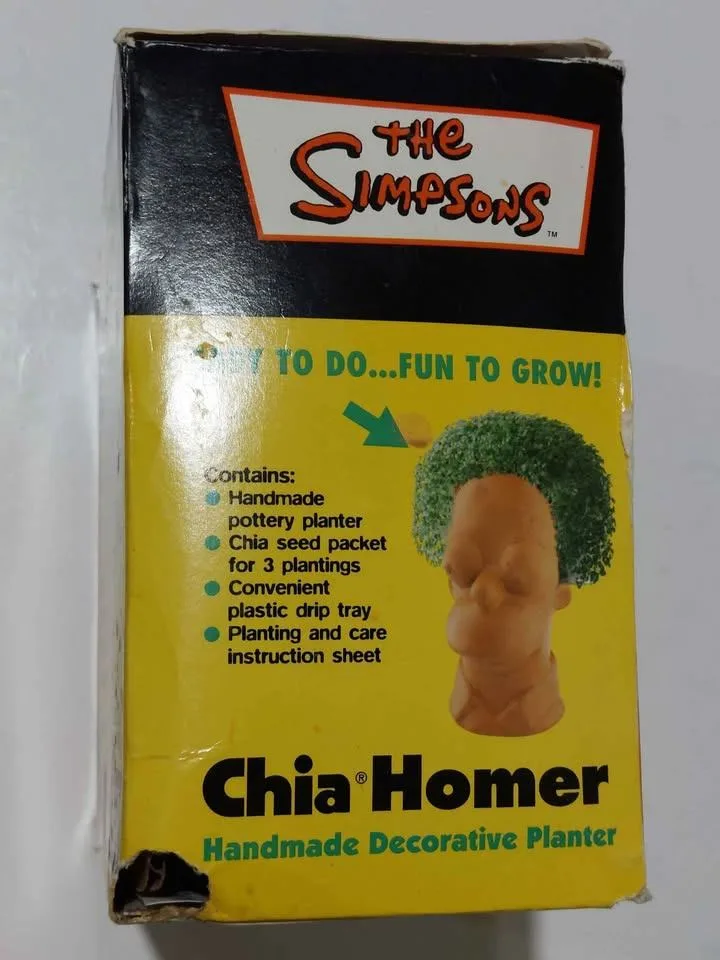 THE
SIMPSONS
TM
TO DO...FUN TO GROW!
Contains:
Handmade
pottery planter
Chia seed packet
for 3 plantings
Convenient
plastic drip tray
Planting and care
instruction sheet
Chia® Homer
Handmade Decorative Planter